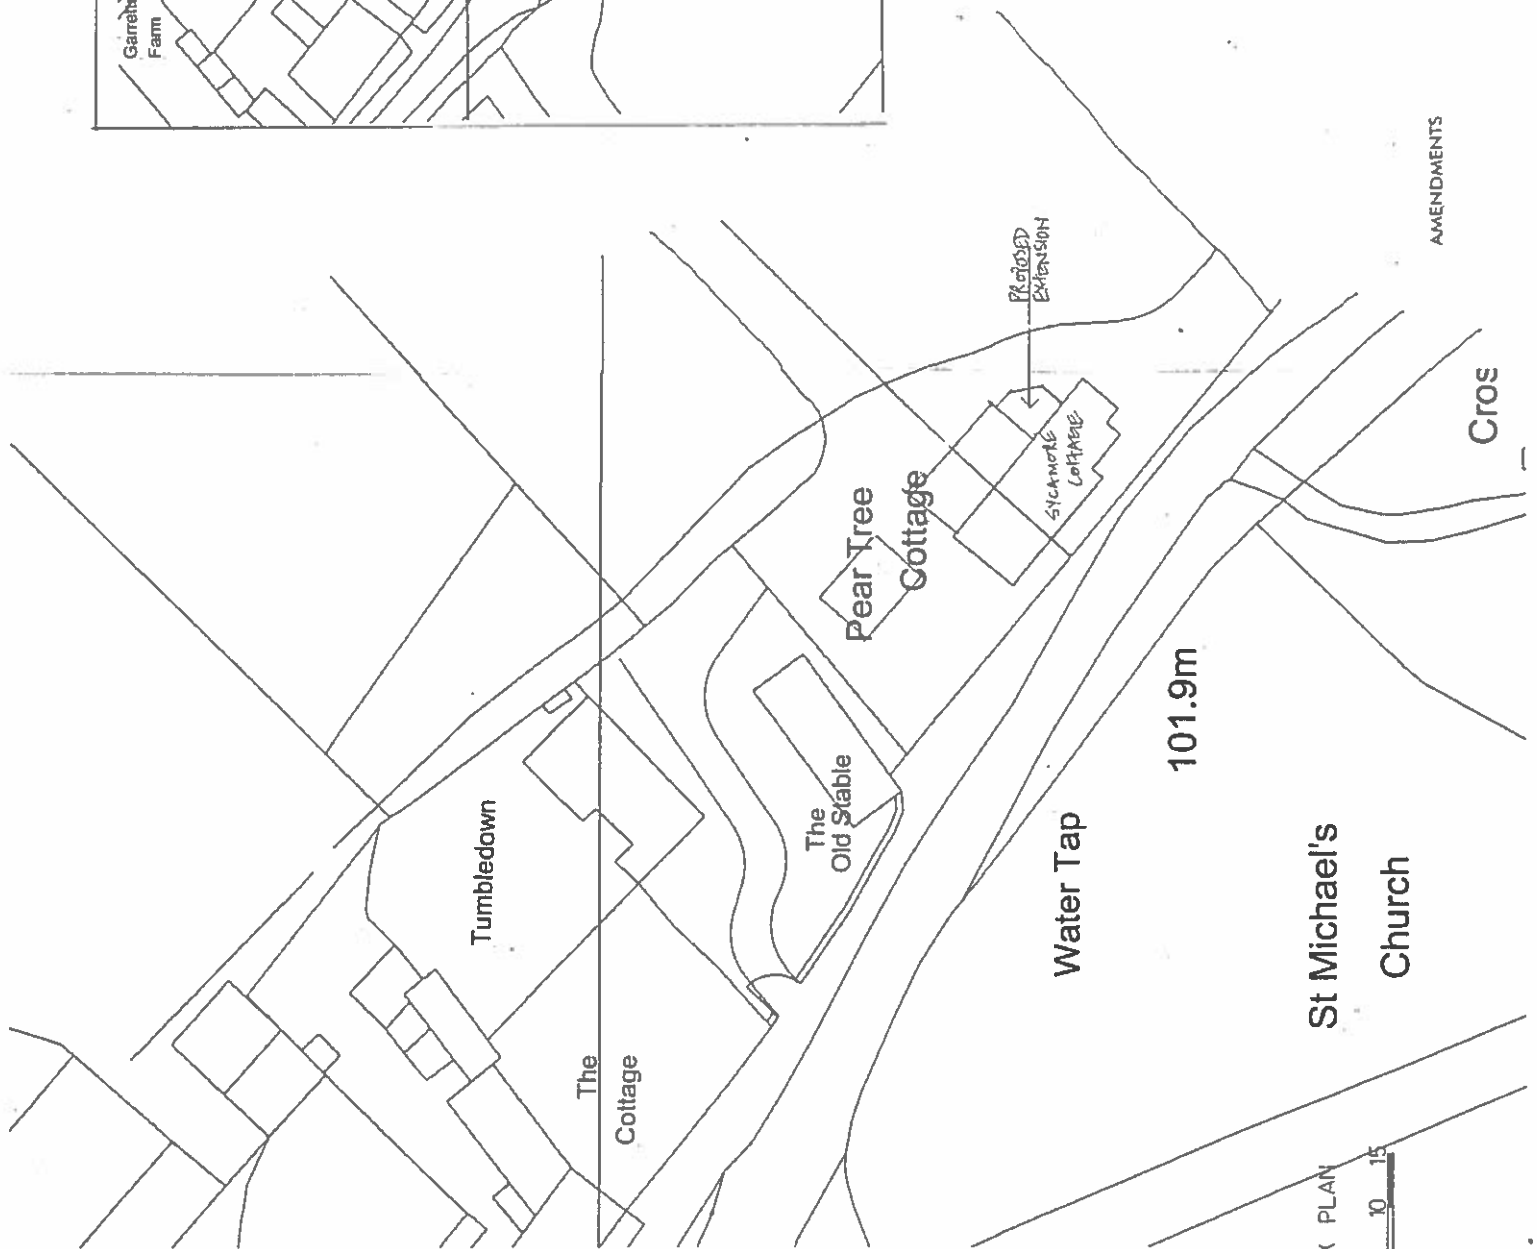 Garretts
Farm
PROPOSED
EXTENSION
AMENDMENTS
Cros
SYCAMORE
COTTAGE
Pear Tree
Cottage
101.9m
Tumbledown
The
Old Stable
Water Tap
St Michael's
Church
The
Cottage
PLAN
10 15